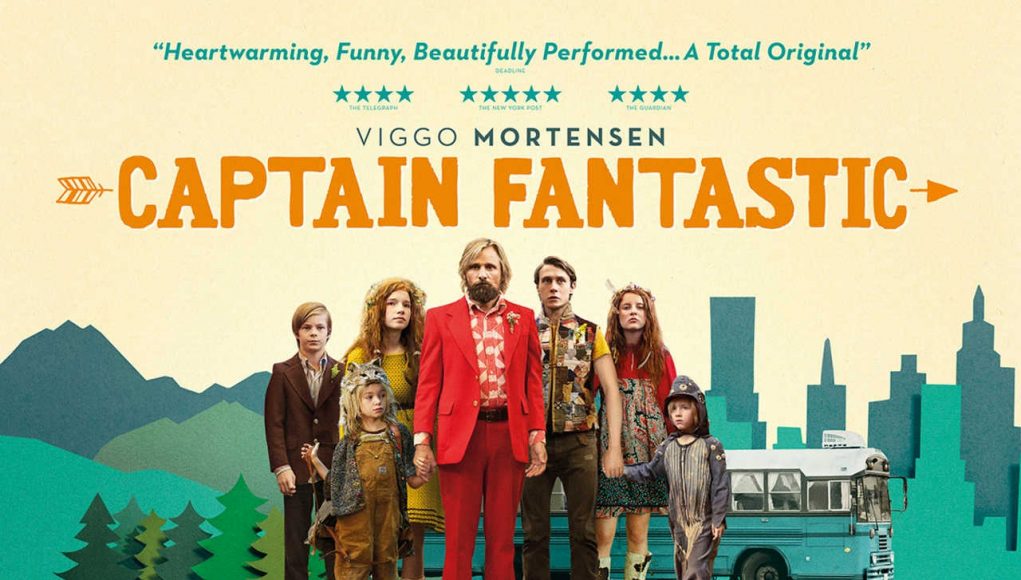 “Heartwarming, Funny, Beautifully Performed... A Total Original”
DEADLINE
THE TELEGRAPH THE NEW YORK POST THE GUARDIAN
VIGGO MORTENSEN
CAPTAIN FANTASTIC